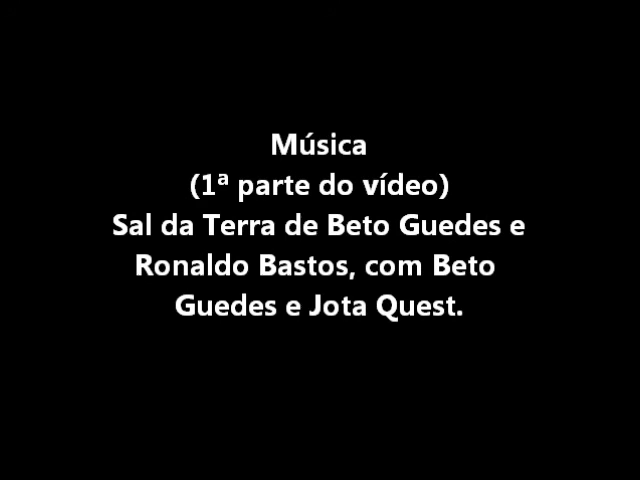 Música
(1ª parte do vídeo)
Sal da Terra de Beto Guedes e
Ronaldo Bastos, com Beto
Guedes e Jota Quest.